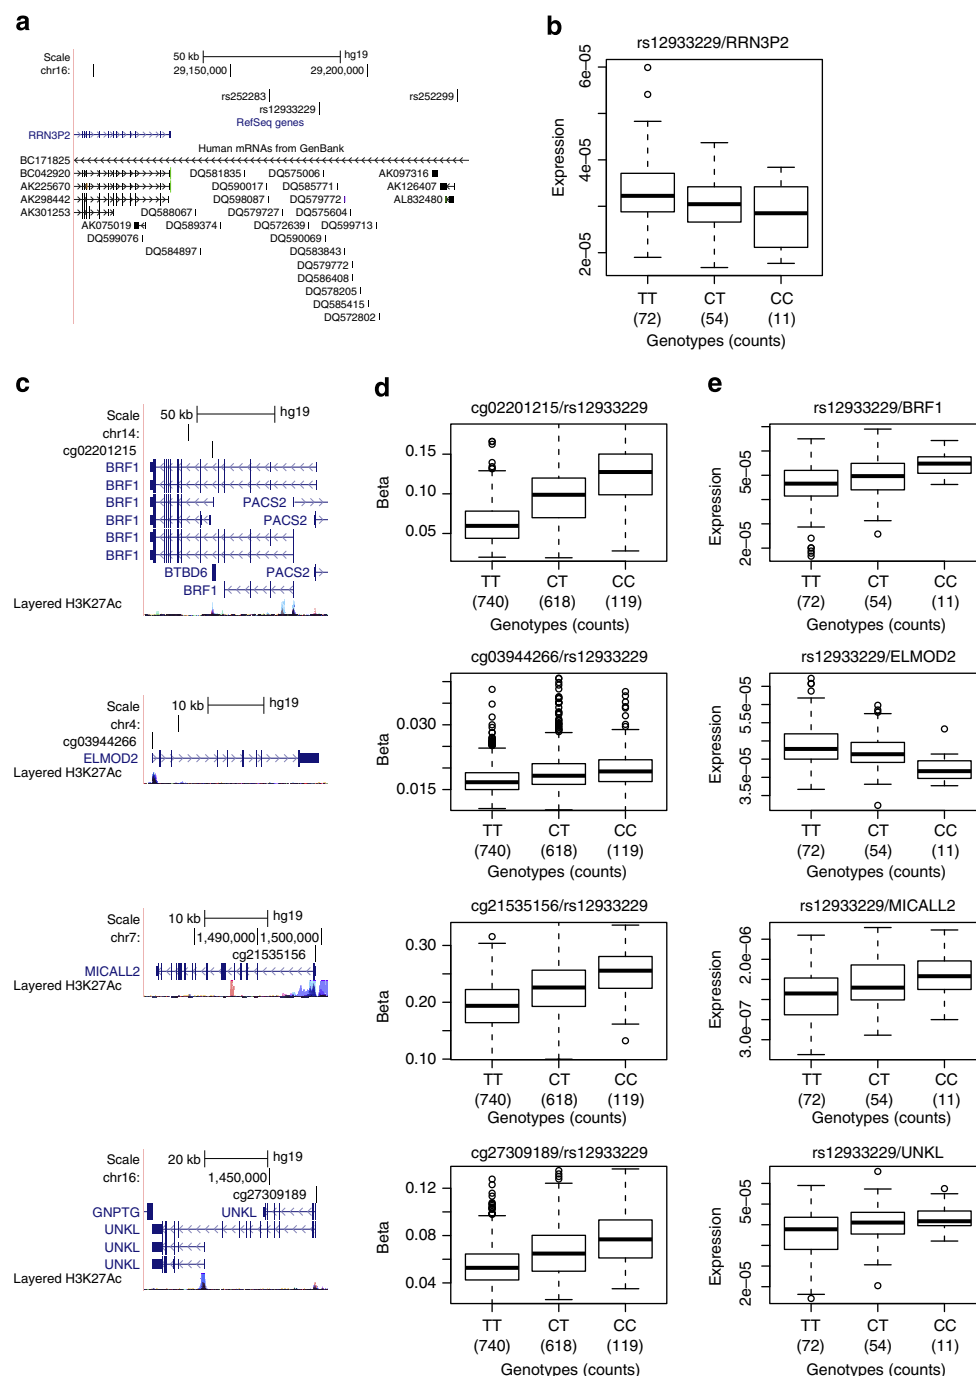 a
Scale 50 kb hg19
chr16: 29,150,000 29,200,000
rs252283 rs252299
rs12933229
RefSeq genes
RRN3P2
Human mRNAs from GenBank
BC171825
BC042920 DQ581835 DQ575006 AK097316
AK225670 DQ590017 DQ585771 AK126407
AK298442 DQ598087 DQ579772 AL832480
AK301253 DQ588067 DQ579727 DQ575604
AK075019 DQ589374 DQ572639 DQ599713
DQ599076 DQ590069
DQ584897 DQ583843
DQ579772
DQ586408
DQ578205
DQ585415
DQ572802
b
rs12933229/RRN3P2
Expression
6e–05
4e–05
2e–05
TT CT CC
(72) (54) (11)
Genotypes (counts)
c
Scale 50 kb hg19
chr14:
cg02201215
BRF1
BRF1
BRF1 PACS2
BRF1 PACS2
BRF1
BRF1
BTBD6 PACS2
BRF1
Layered H3K27Ac
Scale 10 kb hg19
chr4:
cg03944266
ELMOD2
Layered H3K27Ac
Scale 10 kb hg19
chr7: 1,490,000 1,500,000
cg21535156
MICALL2
Layered H3K27Ac
Scale 20 kb hg19
chr16: 1,450,000
cg27309189
GNPTG UNKL
UNKL
UNKL
UNKL
Layered H3K27Ac
d
cg02201215/rs12933229
Beta
0.15
0.10
0.05
TT CT CC
(740) (618) (119)
Genotypes (counts)
cg03944266/rs12933229
Beta
0.030
0.015
TT CT CC
(740) (618) (119)
Genotypes (counts)
cg21535156/rs12933229
Beta
0.30
0.20
0.10
TT CT CC
(740) (618) (119)
Genotypes (counts)
cg27309189/rs12933229
Beta
0.12
0.08
0.04
TT CT CC
(740) (618) (119)
Genotypes (counts)
e
rs12933229/BRF1
Expression
5e–05
2e–05
TT CT CC
(72) (54) (11)
Genotypes (counts)
rs12933229/ELMOD2
Expression
5.5e–05
3.5e–05
TT CT CC
(72) (54) (11)
Genotypes (counts)
rs12933229/MICALL2
Expression
2.0e–06
3.0e–07
TT CT CC
(72) (54) (11)
Genotypes (counts)
rs12933229/UNKL
Expression
5e–05
2e–05
TT CT CC
(72) (54) (11)
Genotypes (counts)